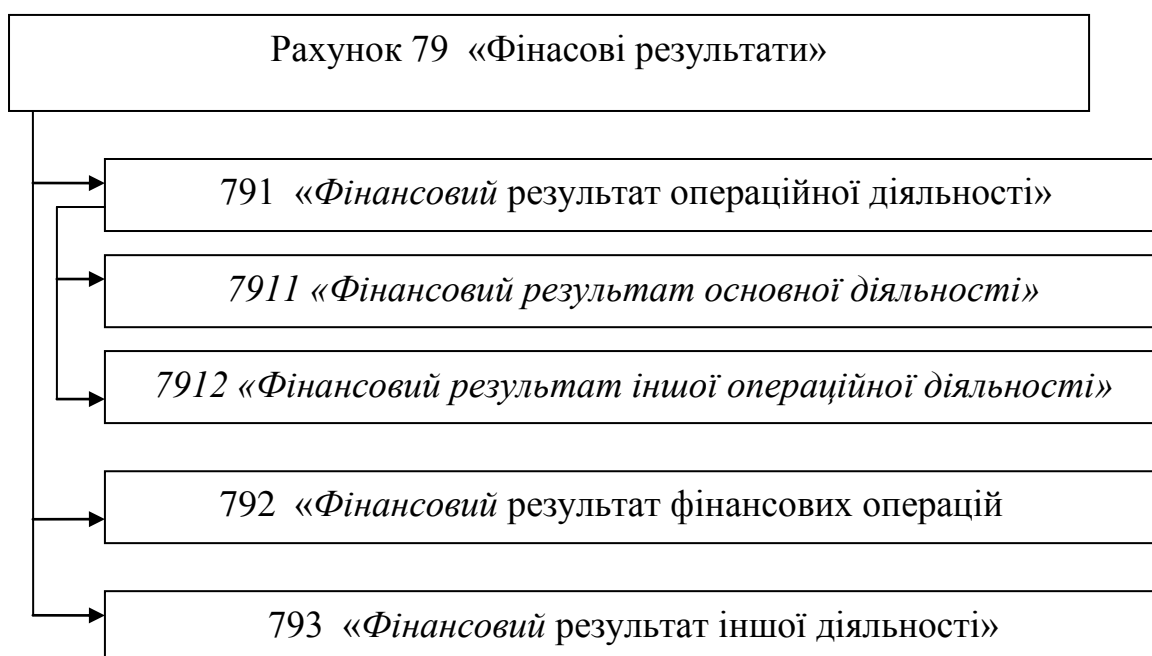 Рахунок 79 «Фінасові результати»
791 «Фінансовий результат операційної діяльності»
7911 «Фінансовий результат основної діяльності»
7912 «Фінансовий результат іншої операційної діяльності»
792 «Фінансовий результат фінансових операцій
793 «Фінансовий результат іншої діяльності»